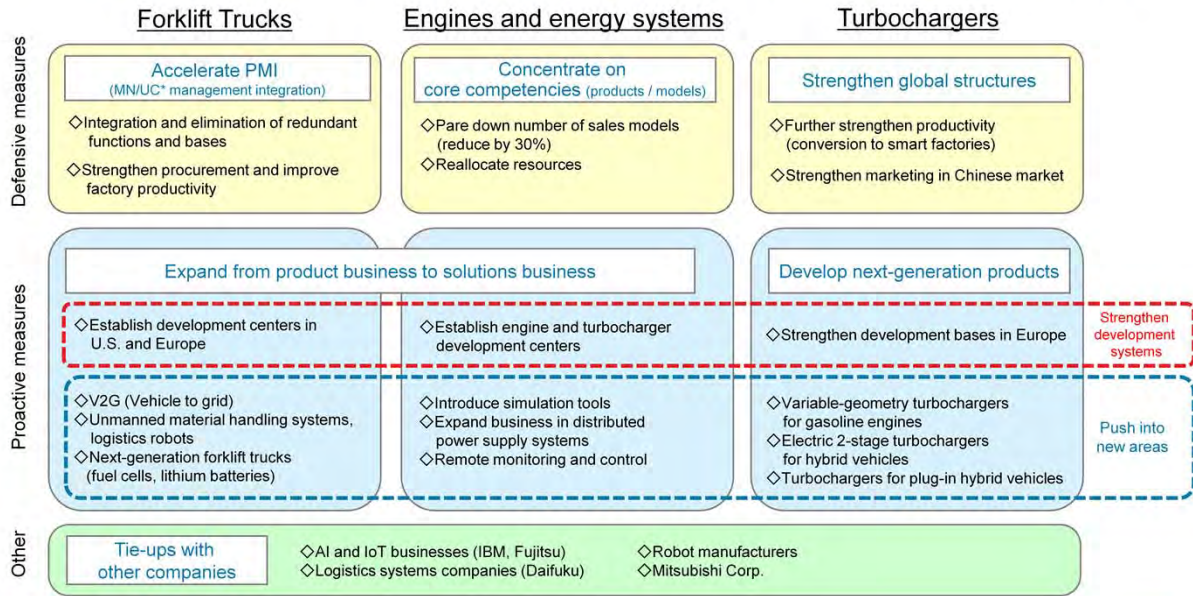 Forklift Trucks
Engines and energy systems
Turbochargers
Defensive measures
Accelerate PMI
(MN/UC* management integration)
◇Integration and elimination of redundant
functions and bases
◇Strengthen procurement and improve
factory productivity
Concentrate on
core competencies (products / models)
◇Pare down number of sales models
(reduce by 30%)
◇Reallocate resources
Strengthen global structures
◇Further strengthen productivity
(conversion to smart factories)
◇Strengthen marketing in Chinese market
Proactive measures
Expand from product business to solutions business
Develop next-generation products
◇Establish development centers in
U.S. and Europe
◇Establish engine and turbocharger
development centers
◇Strengthen development bases in Europe
Strengthen
development
systems
◇V2G (Vehicle to grid)
◇Unmanned material handling systems,
logistics robots
◇Next-generation forklift trucks
(fuel cells, lithium batteries)
◇Introduce simulation tools
◇Expand business in distributed
power supply systems
◇Remote monitoring and control
◇Variable-geometry turbochargers
for gasoline engines
◇Electric 2-stage turbochargers
for hybrid vehicles
◇Turbochargers for plug-in hybrid vehicles
Push into
new areas
Other
Tie-ups with
other companies
◇AI and IoT businesses (IBM, Fujitsu)
◇Logistics systems companies (Daifuku)
◇Robot manufacturers
◇Mitsubishi Corp.